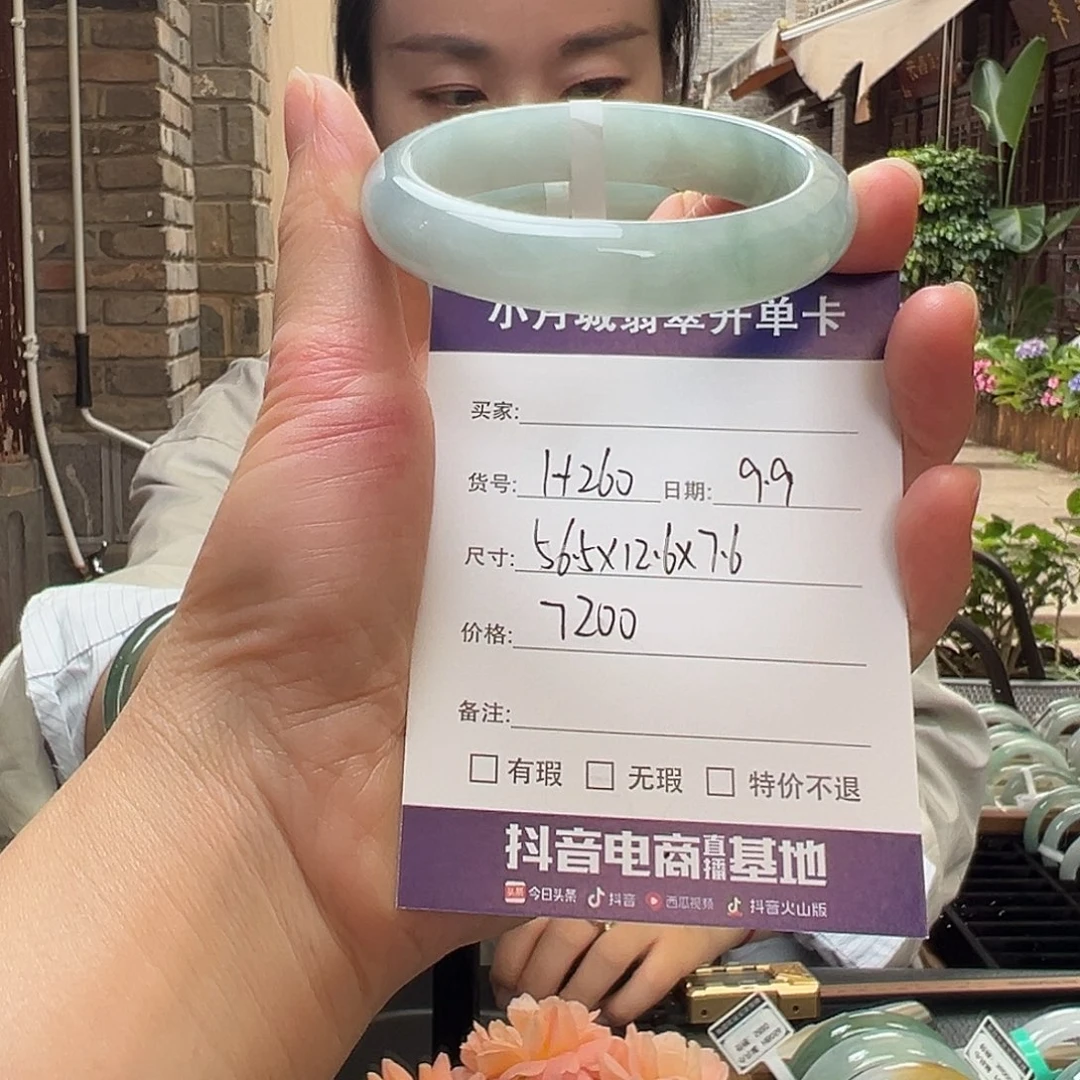 小月城翡翠开单卡
买家:
货号: H260 日期: 9.9
尺寸: 56.5X12.6X7.6
价格: 7200
备注:
有瑕 无瑕 特价不退
抖音电商直播基地
头条 今日头条 抖音 西瓜视频 抖音火山版